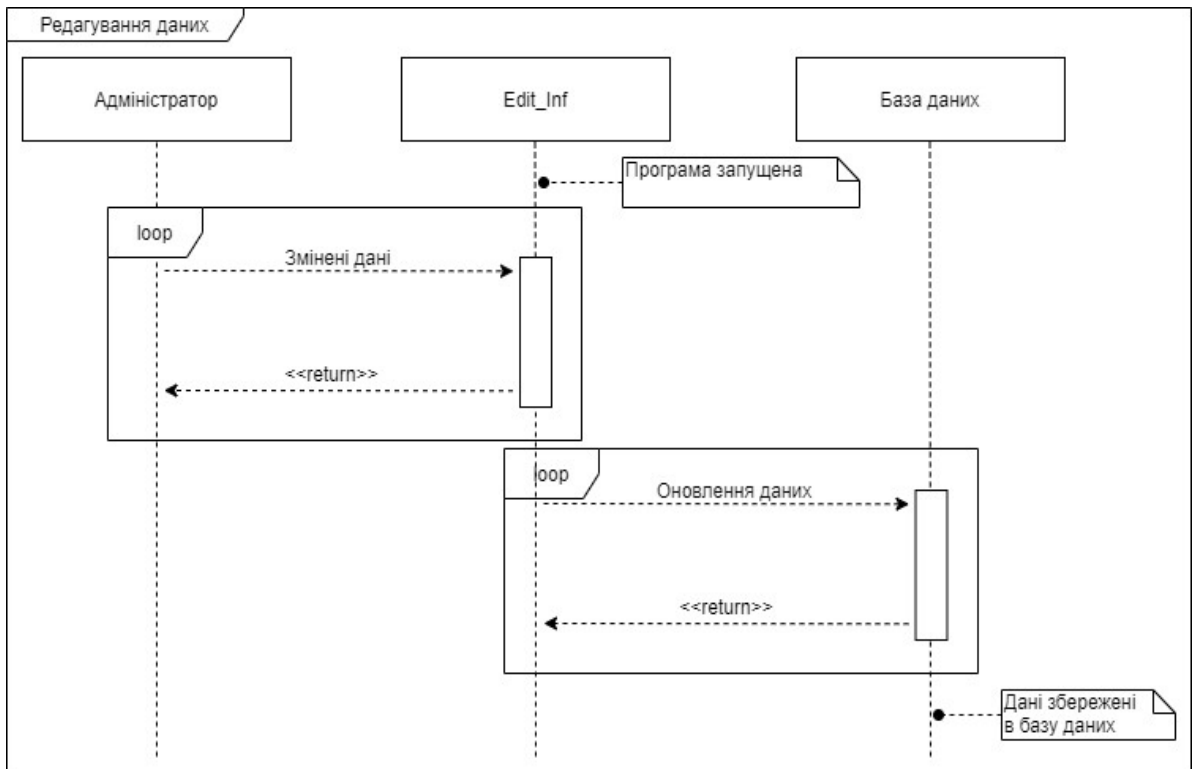 Редагування даних
Адміністратор
Edit_Inf
База даних
Програма запущена
loop
Змінені дані
<<return>>
loop
Оновлення даних
<<return>>
Дані збережені
в базу даних